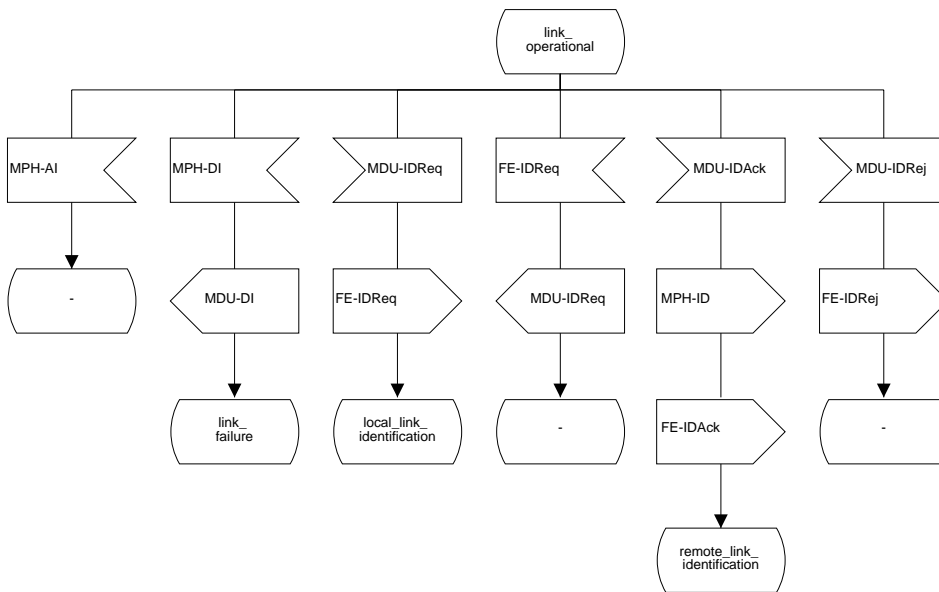 link_
operational
MPH-AI
MPH-DI
MDU-IDReq
FE-IDReq
MDU-IDAck
MDU-IDRej
-
MDU-DI
FE-IDReq
MDU-IDReq
MPH-ID
FE-IDRej
link_
failure
local_link_
identification
-
FE-IDAck
-
remote_link_
identification